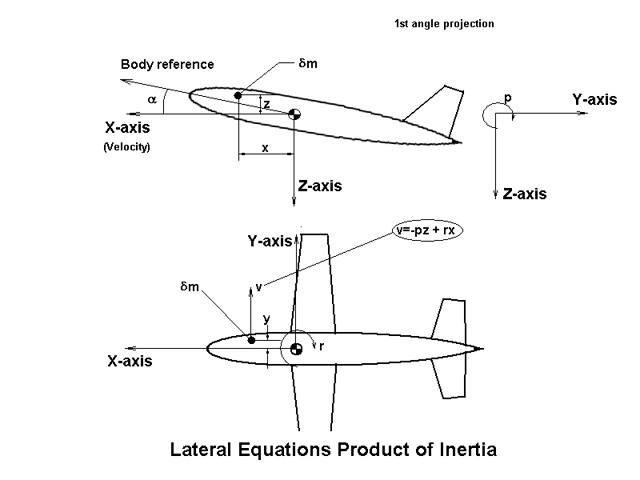 1st angle projection
Body reference
δm
α
z
X-axis
(Velocity)
x
Z-axis
p
Y-axis
Z-axis
Y-axis
v=-pz + rx
δm
v
y
r
X-axis
Lateral Equations Product of Inertia